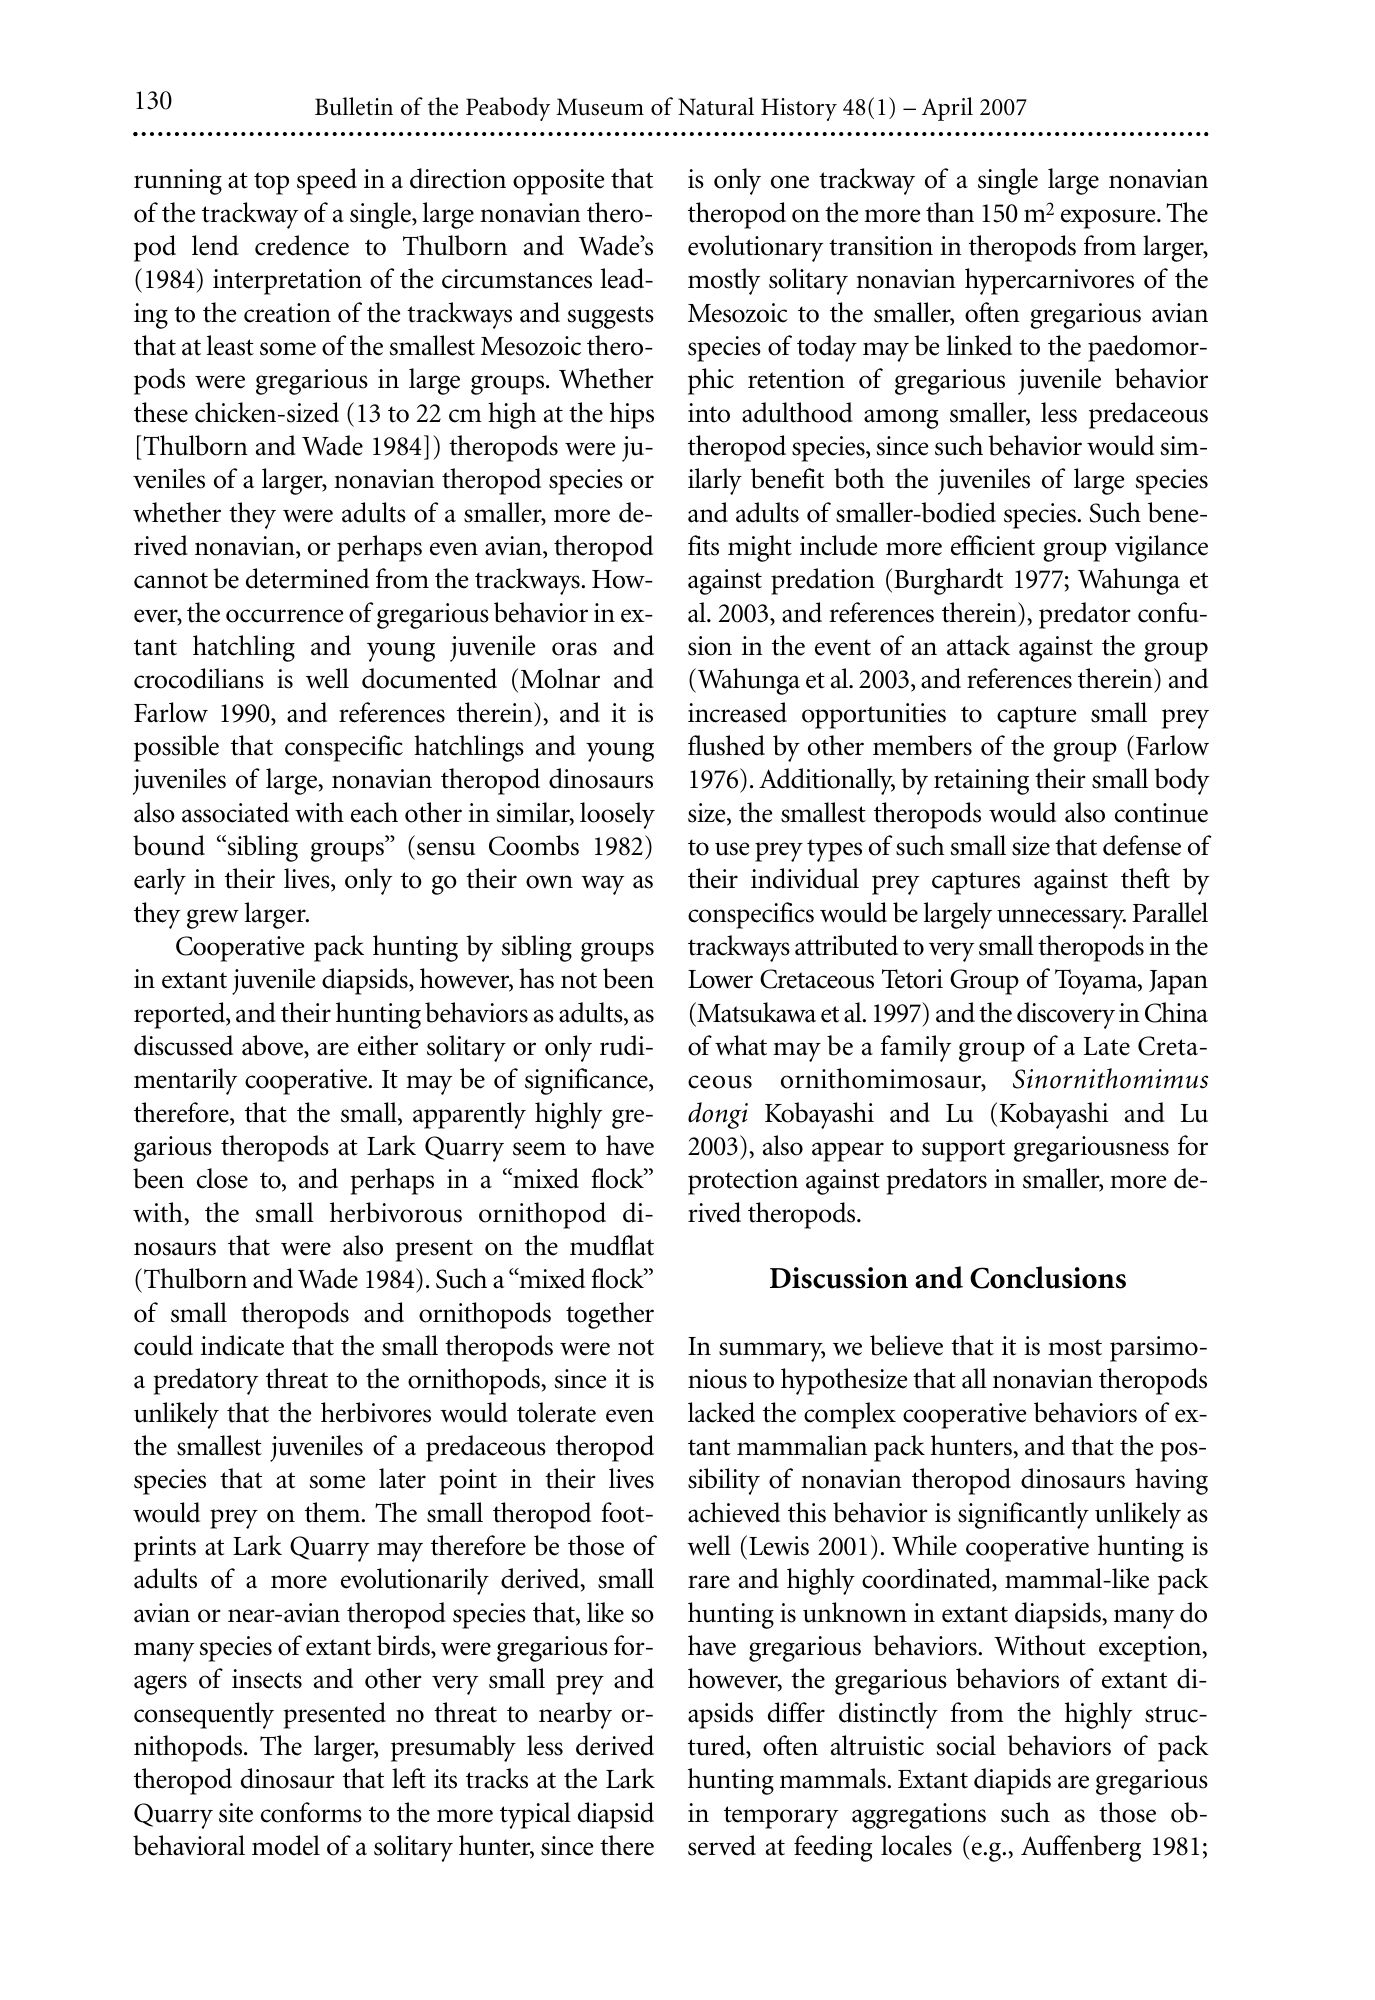 130
Bulletin of the Peabody Museum of Natural History 48(1) – April 2007
running at top speed in a direction opposite that
of the trackway of a single, large nonavian thero-
pod lend credence to Thulborn and Wade’s
(1984) interpretation of the circumstances lead-
ing to the creation of the trackways and suggests
that at least some of the smallest Mesozoic thero-
pods were gregarious in large groups. Whether
these chicken-sized (13 to 22 cm high at the hips
[Thulborn and Wade 1984]) theropods were ju-
veniles of a larger, nonavian theropod species or
whether they were adults of a smaller, more de-
rived nonavian, or perhaps even avian, theropod
cannot be determined from the trackways. How-
ever, the occurrence of gregarious behavior in ex-
tant hatchling and young juvenile oras and
crocodilians is well documented (Molnar and
Farlow 1990, and references therein), and it is
possible that conspecific hatchlings and young
juveniles of large, nonavian theropod dinosaurs
also associated with each other in similar, loosely
bound “sibling groups” (sensu Coombs 1982)
early in their lives, only to go their own way as
they grew larger.
Cooperative pack hunting by sibling groups
in extant juvenile diapsids, however, has not been
reported, and their hunting behaviors as adults, as
discussed above, are either solitary or only rudi-
mentarily cooperative. It may be of significance,
therefore, that the small, apparently highly gre-
garious theropods at Lark Quarry seem to have
been close to, and perhaps in a “mixed flock”
with, the small herbivorous ornithopod di-
nosaurs that were also present on the mudflat
(Thulborn and Wade 1984). Such a “mixed flock”
of small theropods and ornithopods together
could indicate that the small theropods were not
a predatory threat to the ornithopods, since it is
unlikely that the herbivores would tolerate even
the smallest juveniles of a predaceous theropod
species that at some later point in their lives
would prey on them. The small theropod foot-
prints at Lark Quarry may therefore be those of
adults of a more evolutionarily derived, small
avian or near-avian theropod species that, like so
many species of extant birds, were gregarious for-
agers of insects and other very small prey and
consequently presented no threat to nearby or-
nithopods. The larger, presumably less derived
theropod dinosaur that left its tracks at the Lark
Quarry site conforms to the more typical diapsid
behavioral model of a solitary hunter, since there
is only one trackway of a single large nonavian
theropod on the more than 150 m² exposure. The
evolutionary transition in theropods from larger,
mostly solitary nonavian hypercarnivores of the
Mesozoic to the smaller, often gregarious avian
species of today may be linked to the paedomor-
phic retention of gregarious juvenile behavior
into adulthood among smaller, less predaceous
theropod species, since such behavior would sim-
ilarly benefit both the juveniles of large species
and adults of smaller-bodied species. Such bene-
fits might include more efficient group vigilance
against predation (Burghardt 1977; Wahunga et
al. 2003, and references therein), predator confu-
sion in the event of an attack against the group
(Wahunga et al. 2003, and references therein) and
increased opportunities to capture small prey
flushed by other members of the group (Farlow
1976). Additionally, by retaining their small body
size, the smallest theropods would also continue
to use prey types of such small size that defense of
their individual prey captures against theft by
conspecifics would be largely unnecessary. Parallel
trackways attributed to very small theropods in the
Lower Cretaceous Tetori Group of Toyama, Japan
(Matsukawa et al. 1997) and the discovery in China
of what may be a family group of a Late Creta-
ceous ornithomimosaur, Sinornithomimus
dongi Kobayashi and Lu (Kobayashi and Lu
2003), also appear to support gregariousness for
protection against predators in smaller, more de-
rived theropods.
Discussion and Conclusions
In summary, we believe that it is most parsimo-
nious to hypothesize that all nonavian theropods
lacked the complex cooperative behaviors of ex-
tant mammalian pack hunters, and that the pos-
sibility of nonavian theropod dinosaurs having
achieved this behavior is significantly unlikely as
well (Lewis 2001). While cooperative hunting is
rare and highly coordinated, mammal-like pack
hunting is unknown in extant diapsids, many do
have gregarious behaviors. Without exception,
however, the gregarious behaviors of extant di-
apsids differ distinctly from the highly struc-
tured, often altruistic social behaviors of pack
hunting mammals. Extant diapids are gregarious
in temporary aggregations such as those ob-
served at feeding locales (e.g., Auffenberg 1981;